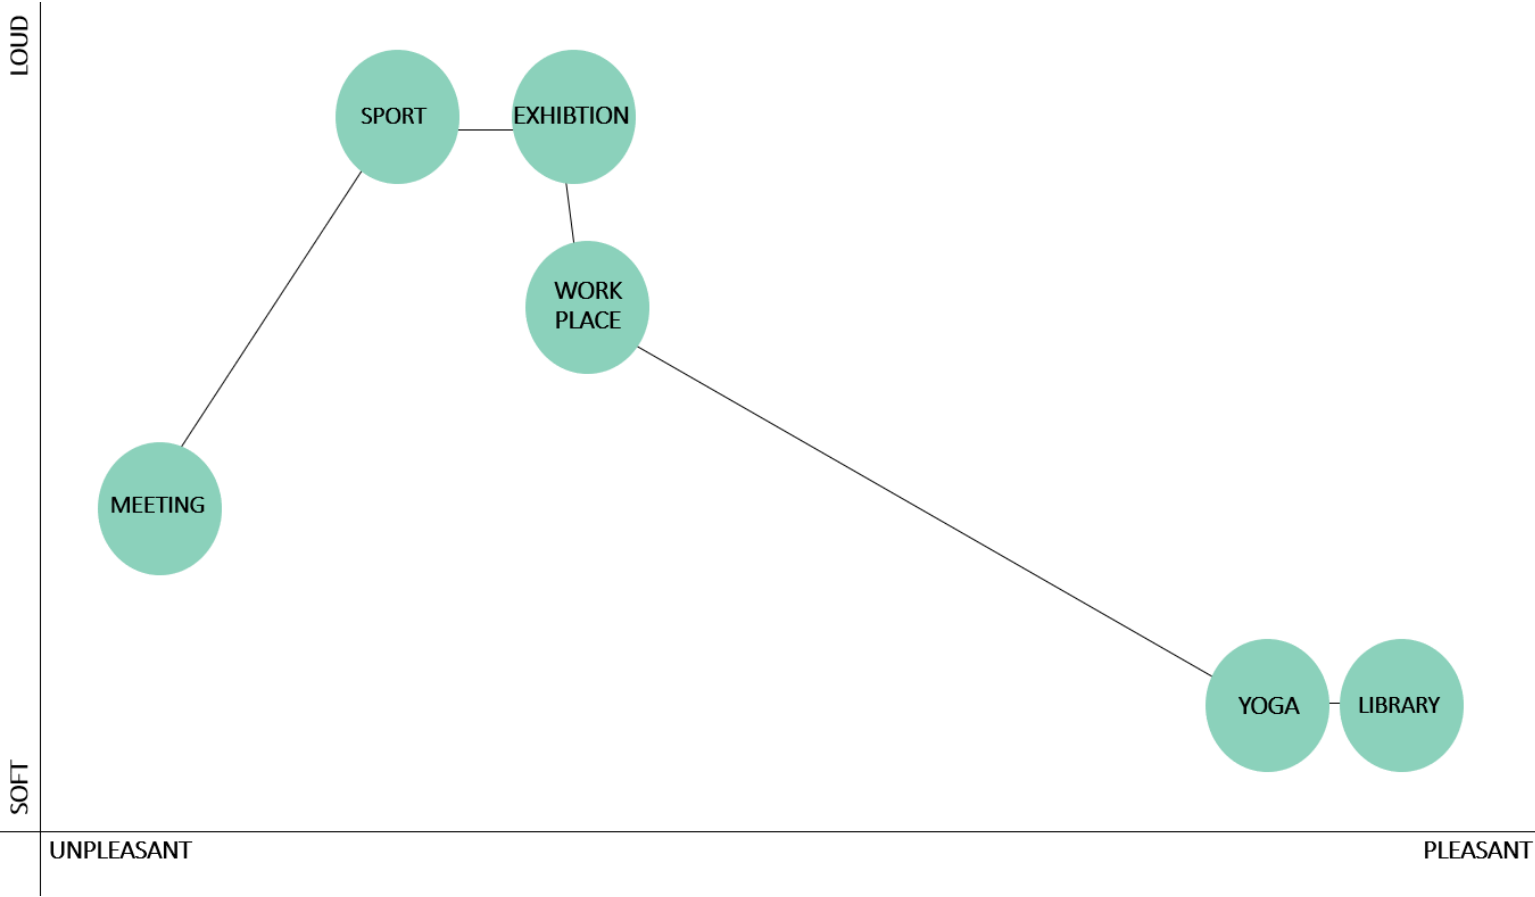 LOUD
SPORT
EXHIBTION
WORK
PLACE
MEETING
YOGA
LIBRARY
SOFT
UNPLEASANT
PLEASANT